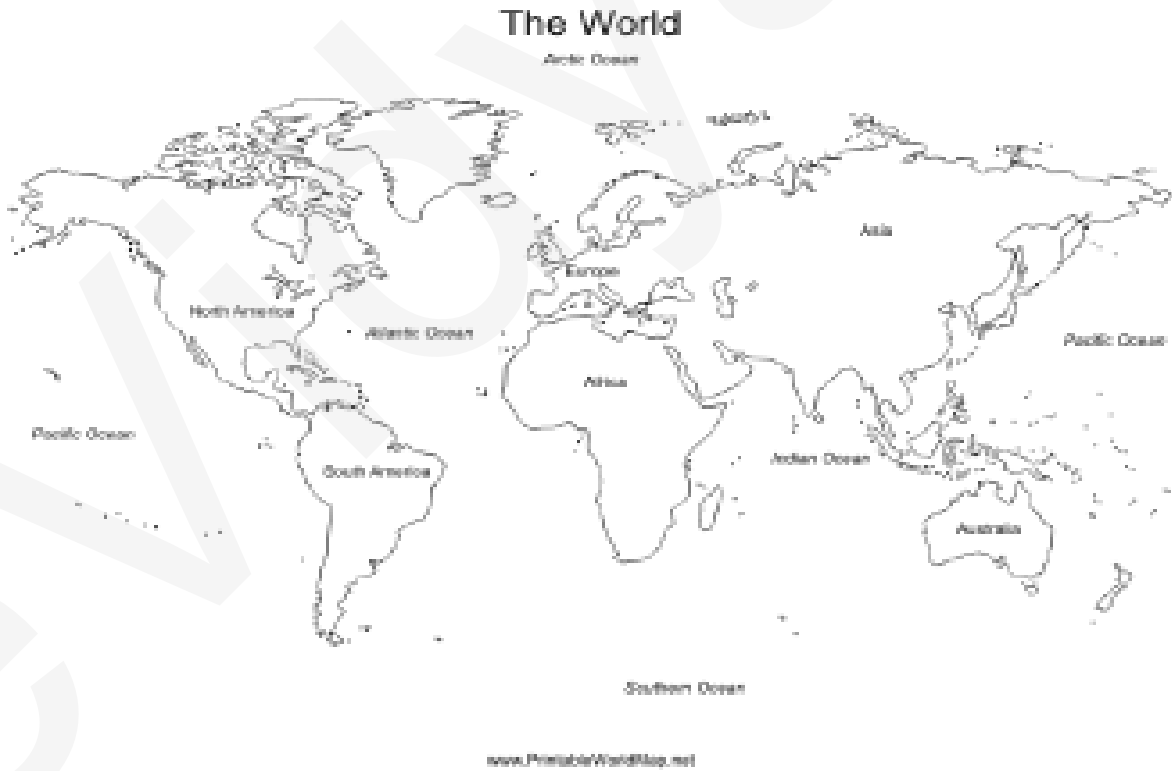 The World
Arctic Ocean
Asia
Europe
North America
Atlantic Ocean
Pacific Ocean
Africa
Pacific Ocean
Indian Ocean
South America
Australia
Southern Ocean
www.PrintableWorldMap.net